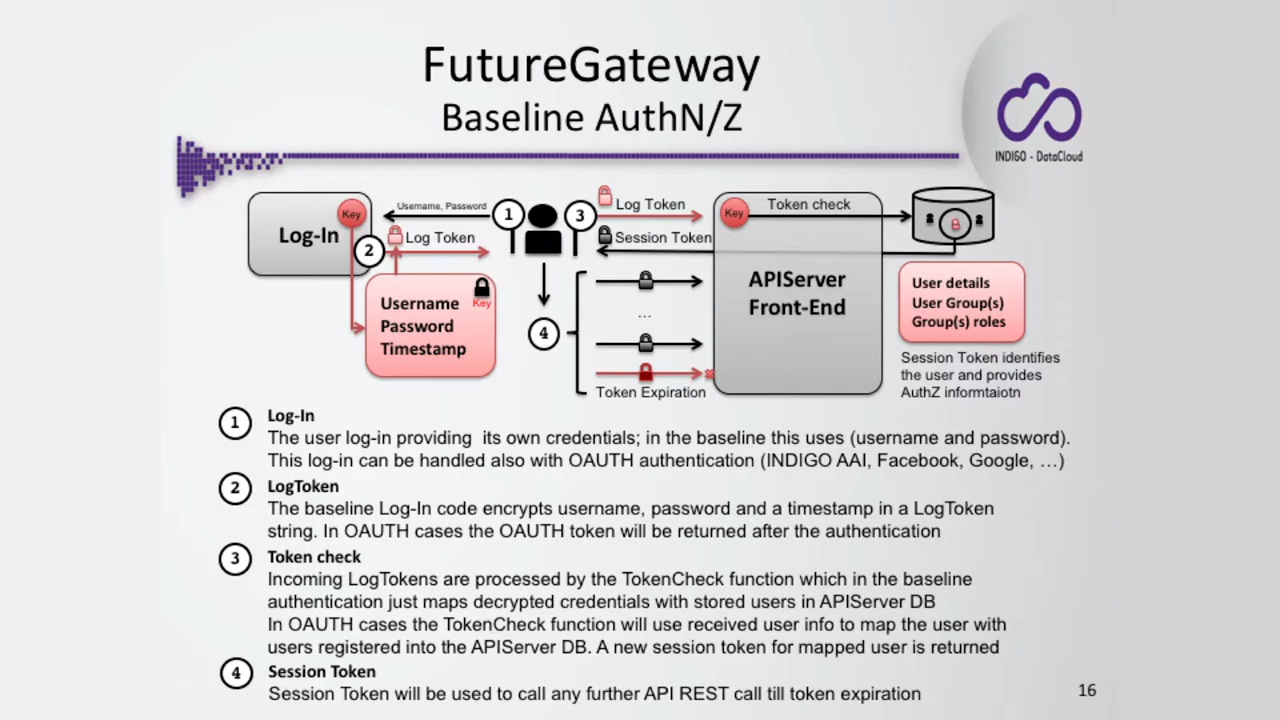 FutureGateway
Baseline AuthN/Z
INDIGO - DataCloud
Log-In
Key
Username, Password
1
2
Log Token
Username
Password
Timestamp
Key
3
Log Token
Session Token
4
...
Token Expiration
Key
Token check
APIServer
Front-End
User details
User Group(s)
Group(s) roles
Session Token identifies
the user and provides
AuthZ informtaiotn
1
Log-In
The user log-in providing its own credentials; in the baseline this uses (username and password).
This log-in can be handled also with OAUTH authentication (INDIGO AAI, Facebook, Google, …)
2
LogToken
The baseline Log-In code encrypts username, password and a timestamp in a LogToken
string. In OAUTH cases the OAUTH token will be returned after the authentication
3
Token check
Incoming LogTokens are processed by the TokenCheck function which in the baseline
authentication just maps decrypted credentials with stored users in APIServer DB
In OAUTH cases the TokenCheck function will use received user info to map the user with
users registered into the APIServer DB. A new session token for mapped user is returned
4
Session Token
Session Token will be used to call any further API REST call till token expiration
16